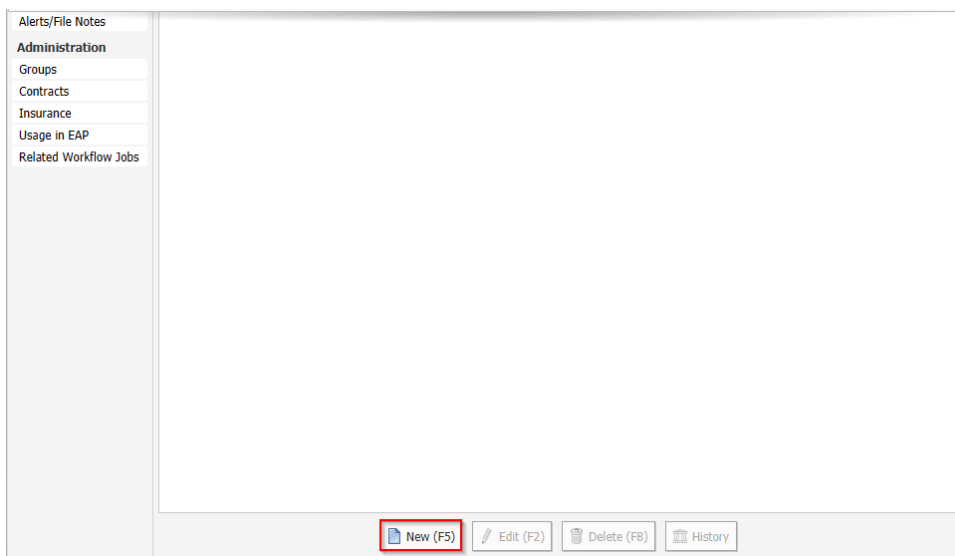 Alerts/File Notes
Administration
Groups
Contracts
Insurance
Usage in EAP
Related Workflow Jobs
New (F5) Edit (F2) Delete (F8) History